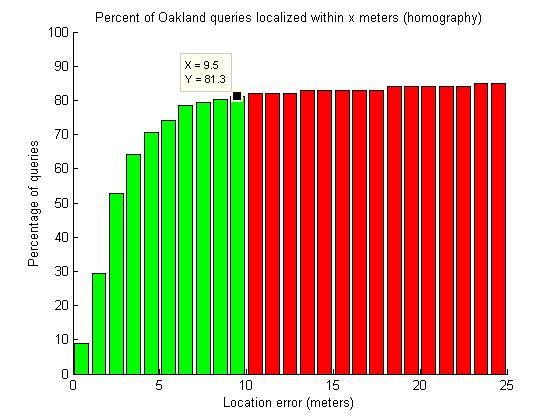 Percent of Oakland queries localized within x meters (homography)
100
90
80
70
60
50
40
30
20
10
0
Percentage of queries
X = 9.5
Y = 81.3
0 5 10 15 20 25
Location error (meters)